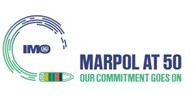 IMO
MARPOL AT 50
OUR COMMITMENT GOES ON